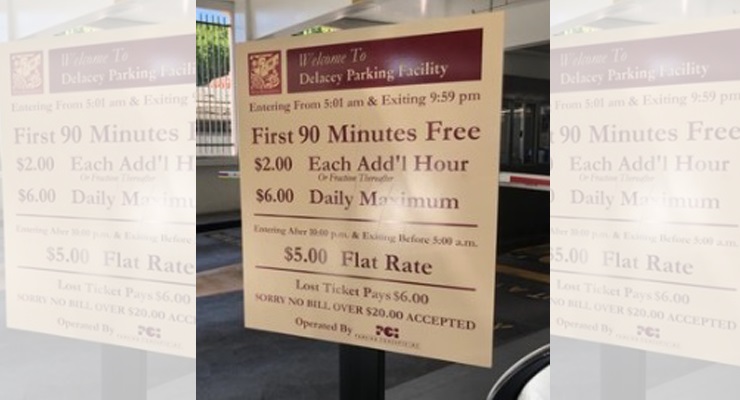 Welcome To
Delacey Parking Facility
Entering From 5:01 am & Exiting 9:59 pm
First 90 Minutes Free
$2.00 Each Add'l Hour
Or Fraction Thereafter
$6.00 Daily Maximum
Entering After 10:00 p.m. & Exiting Before 5:00 a.m.
$5.00 Flat Rate
Lost Ticket Pays $6.00
SORRY NO BILL OVER $20.00 ACCEPTED
Operated By PCI